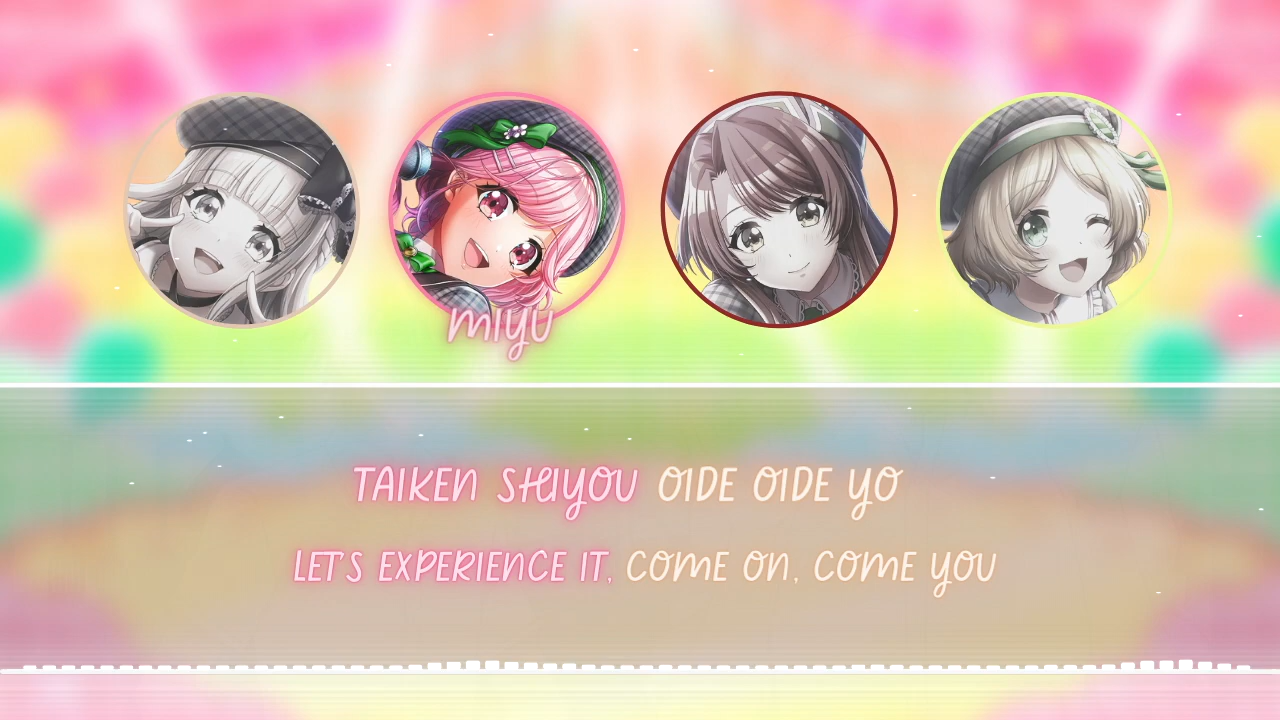 MIYU
TAIKEN SHIYOU OIDE OIDE YO
LET'S EXPERIENCE IT, COME ON, COME YOU